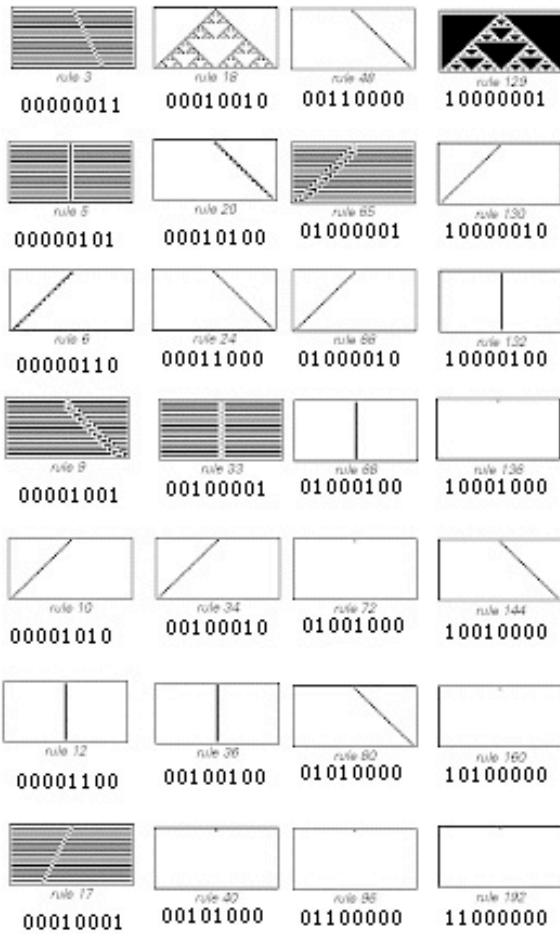 rule 3 rule 18 rule 48 rule 129
00000011 00010010 00110000 10000001
rule 5 rule 20 rule 65 rule 130
00000101 00010100 01000001 10000010
rule 6 rule 24 rule 66 rule 132
00000110 00011000 01000010 10000100
rule 9 rule 33 rule 68 rule 136
00001001 00100001 01000100 10001000
rule 10 rule 34 rule 72 rule 144
00001010 00100010 01001000 10010000
rule 12 rule 36 rule 80 rule 160
00001100 00100100 01010000 10100000
rule 17 rule 40 rule 96 rule 192
00010001 00101000 01100000 11000000